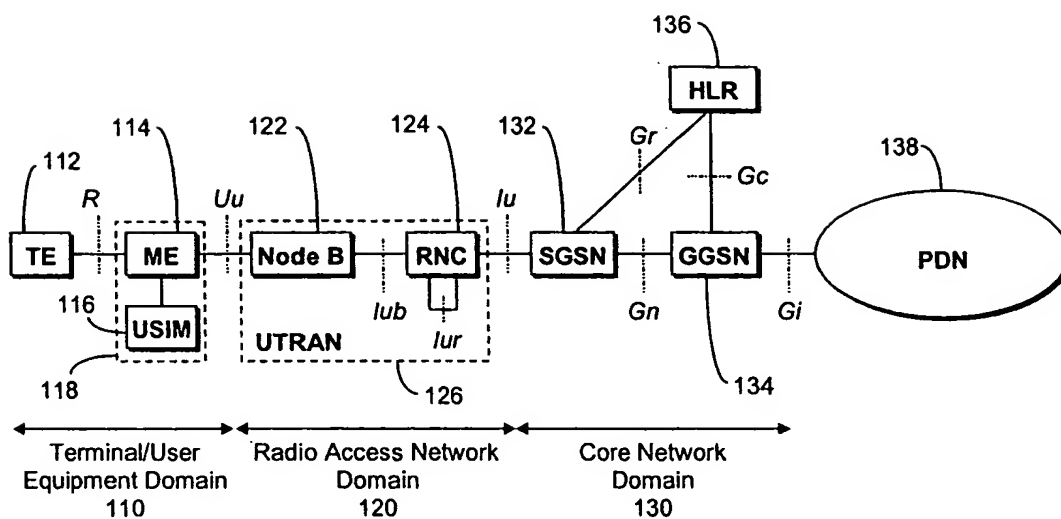 136
HLR
114
122
124
132
Gr
138
112
R
Uu
Iu
Gc
TE
ME
Node B
RNC
SGSN
GGSN
PDN
116
USIM
Iub
Iur
Gn
Gi
UTRAN
118
126
134
Terminal/User
Equipment Domain
110
Radio Access Network
Domain
120
Core Network
Domain
130